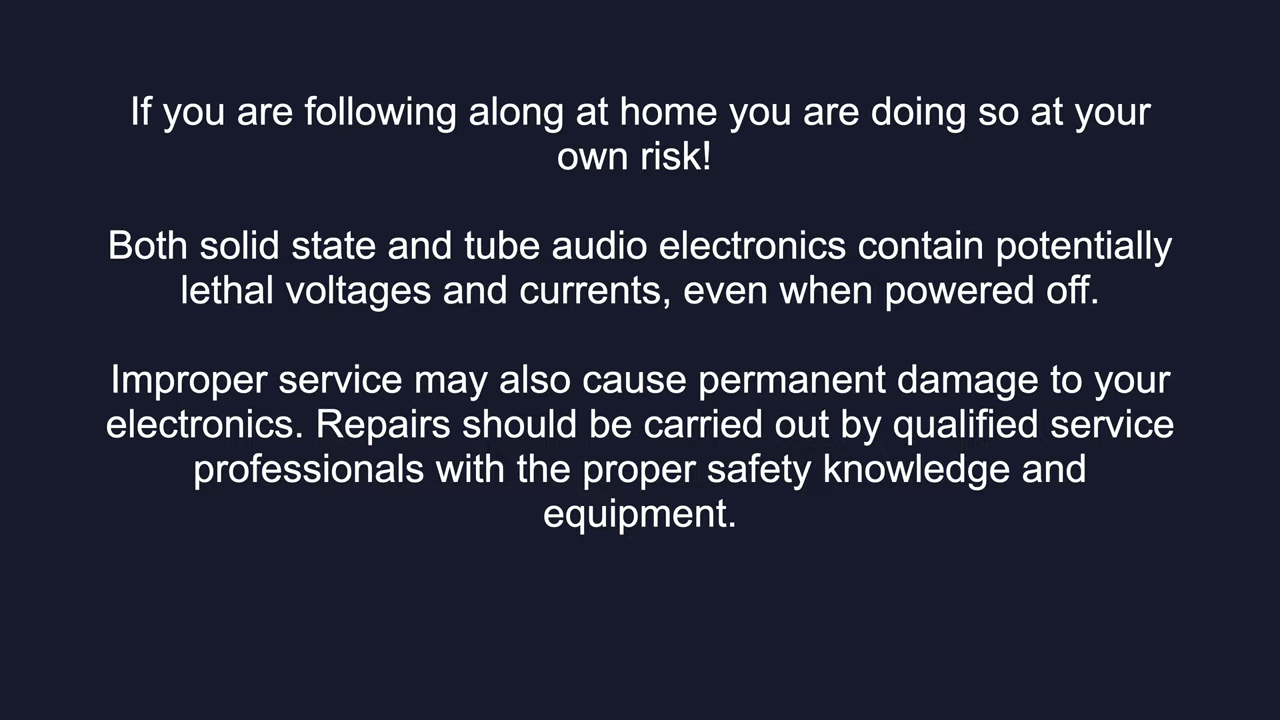 If you are following along at home you are doing so at your
own risk!
Both solid state and tube audio electronics contain potentially
lethal voltages and currents, even when powered off.
Improper service may also cause permanent damage to your
electronics. Repairs should be carried out by qualified service
professionals with the proper safety knowledge and
equipment.